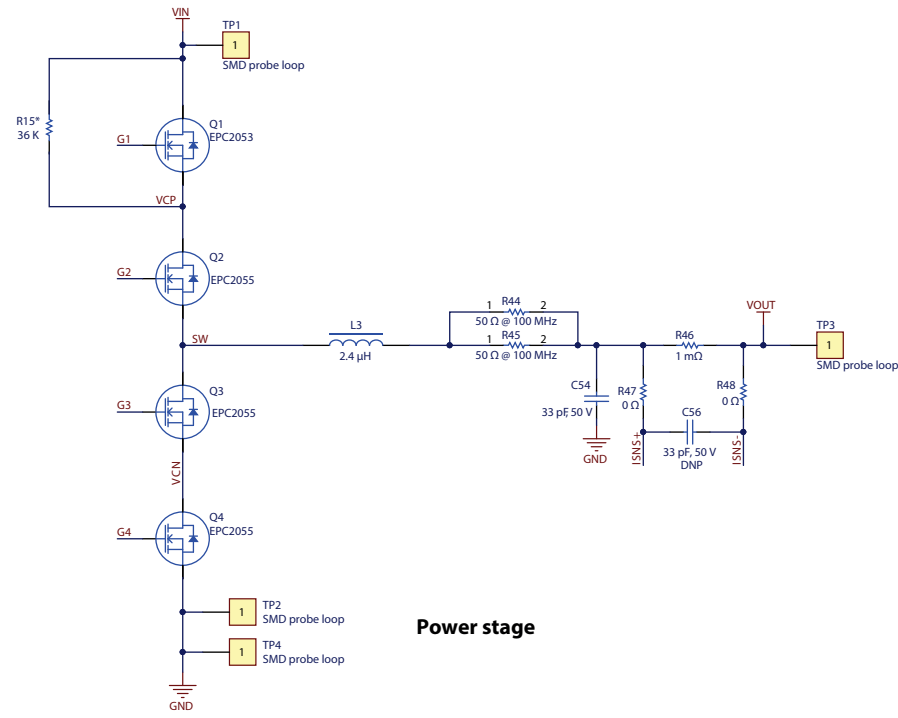 VIN
TP1
1
SMD probe loop
R15*
36 K
Q1
EPC2053
G1
VCP
Q2
EPC2055
G2
SW
L3
2.4 µH
1 R44 2
50 Ω @ 100 MHz
1 R45 2
50 Ω @ 100 MHz
VOUT
TP3
1
SMD probe loop
R46
1 mΩ
C54
33 pF, 50 V
GND
R47
0 Ω
R48
0 Ω
C56
33 pF, 50 V
DNP
ISNS+
ISNS-
Q3
EPC2055
G3
VCN
Q4
EPC2055
G4
TP2
1
SMD probe loop
TP4
1
SMD probe loop
GND
Power stage